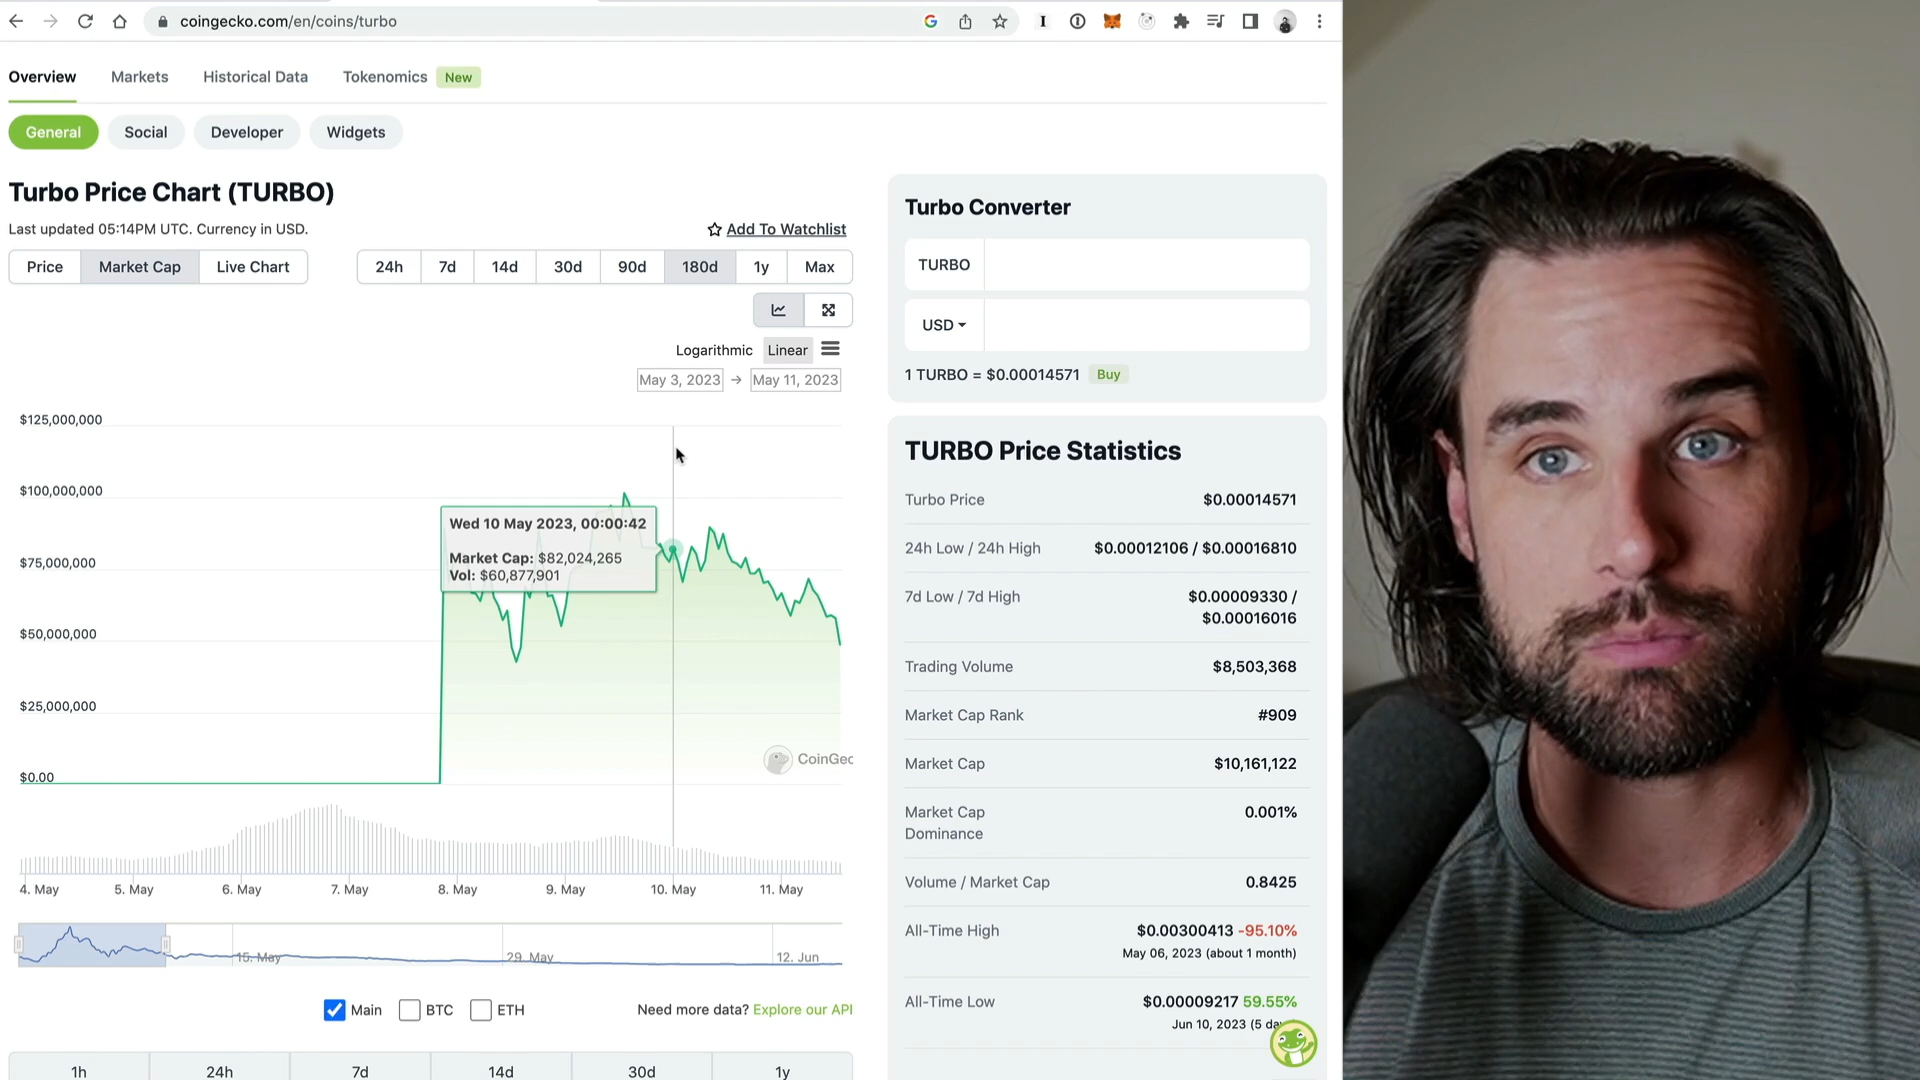 coingecko.com/en/coins/turbo
Overview Markets Historical Data Tokenomics New
General Social Developer Widgets
Turbo Price Chart (TURBO)
Last updated 05:14PM UTC. Currency in USD.
Add To Watchlist
Price Market Cap Live Chart
24h 7d 14d 30d 90d 180d 1y Max
Logarithmic Linear
May 3, 2023 → May 11, 2023
$125,000,000
$100,000,000
$75,000,000
$50,000,000
$25,000,000
$0.00
Wed 10 May 2023, 00:00:42
Market Cap: $82,024,265
Vol: $60,877,901
CoinGec
4. May 5. May 6. May 7. May 8. May 9. May 10. May 11. May
15. May 29. May 12. Jun
Main BTC ETH
Need more data? Explore our API
1h 24h 7d 14d 30d 1y
Turbo Converter
TURBO
USD
1 TURBO = $0.00014571 Buy
TURBO Price Statistics
Turbo Price $0.00014571
24h Low / 24h High $0.00012106 / $0.00016810
7d Low / 7d High $0.00009330 /
$0.00016016
Trading Volume $8,503,368
Market Cap Rank #909
Market Cap $10,161,122
Market Cap 0.001%
Dominance
Volume / Market Cap 0.8425
All-Time High $0.00300413 -95.10%
May 06, 2023 (about 1 month)
All-Time Low $0.00009217 59.55%
Jun 10, 2023 (5 da